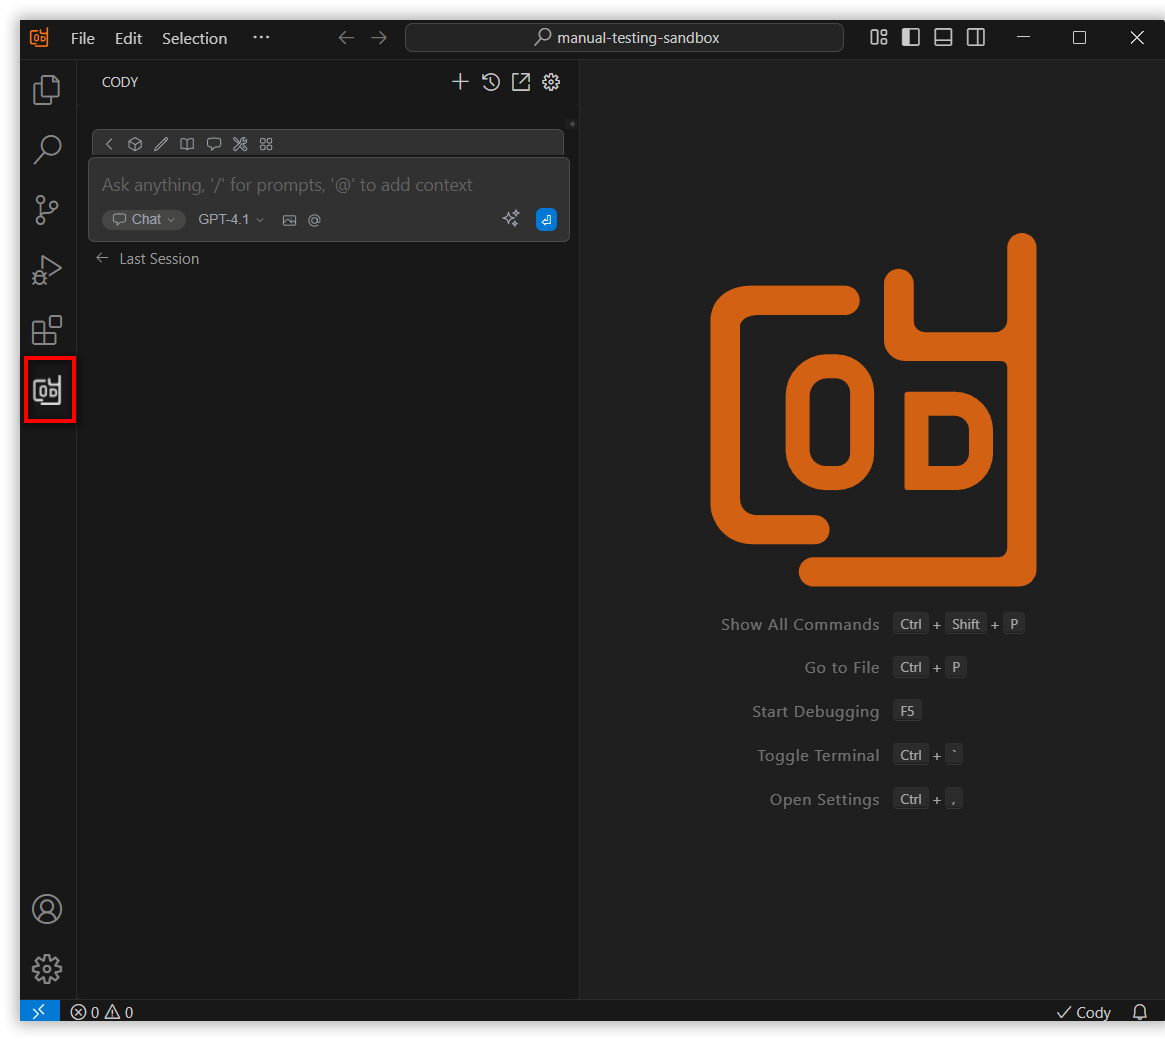 File Edit Selection ··· manual-testing-sandbox
CODY
Ask anything, '/' for prompts, '@' to add context
Chat GPT-4.1 @
Last Session
OD
Show All Commands Ctrl + Shift + P
Go to File Ctrl + P
Start Debugging F5
Toggle Terminal Ctrl + `
Open Settings Ctrl + ,
0 0 Cody